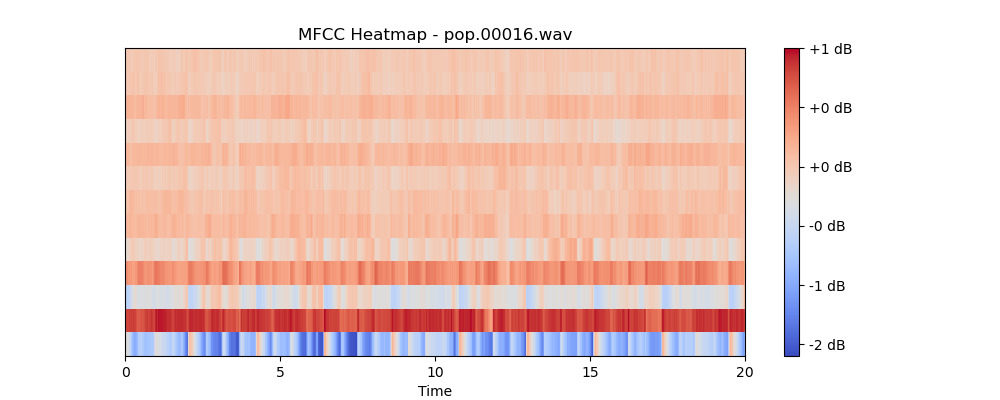 MFCC Heatmap - pop.00016.wav
+1 dB
+0 dB
+0 dB
-0 dB
-1 dB
-2 dB
0 5 10 15 20
Time